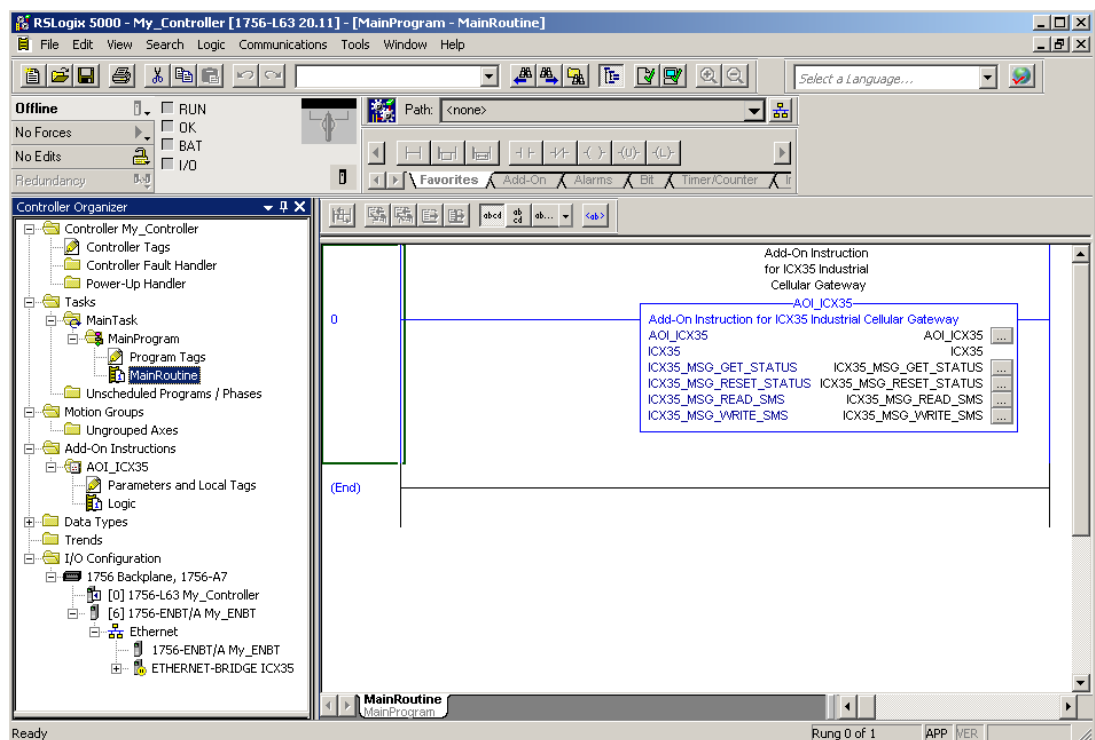 RSLogix 5000 - My_Controller [1756-L63 20.11] - [MainProgram - MainRoutine]
File Edit View Search Logic Communications Tools Window Help
Select a Language...
Offline
No Forces
No Edits
Redundancy
RUN
OK
BAT
I/O
Path: <none>
Favorites Add-On Alarms Bit Timer/Counter
Controller Organizer
Controller My_Controller
Controller Tags
Controller Fault Handler
Power-Up Handler
Tasks
MainTask
MainProgram
Program Tags
MainRoutine
Unscheduled Programs / Phases
Motion Groups
Ungrouped Axes
Add-On Instructions
AOI_ICX35
Parameters and Local Tags
Logic
Data Types
Trends
I/O Configuration
1756 Backplane, 1756-A7
[0] 1756-L63 My_Controller
[6] 1756-ENBT/A My_ENBT
Ethernet
1756-ENBT/A My_ENBT
ETHERNET-BRIDGE ICX35
abcd ab cd ab... <ab>
Add-On Instruction
for ICX35 Industrial
Cellular Gateway
AOI_ICX35
0
Add-On Instruction for ICX35 Industrial Cellular Gateway
AOI_ICX35 AOI_ICX35 ...
ICX35 ICX35
ICX35_MSG_GET_STATUS ICX35_MSG_GET_STATUS ...
ICX35_MSG_RESET_STATUS ICX35_MSG_RESET_STATUS ...
ICX35_MSG_READ_SMS ICX35_MSG_READ_SMS ...
ICX35_MSG_WRITE_SMS ICX35_MSG_WRITE_SMS ...
(End)
MainRoutine
MainProgram
Ready
Rung 0 of 1 APP VER